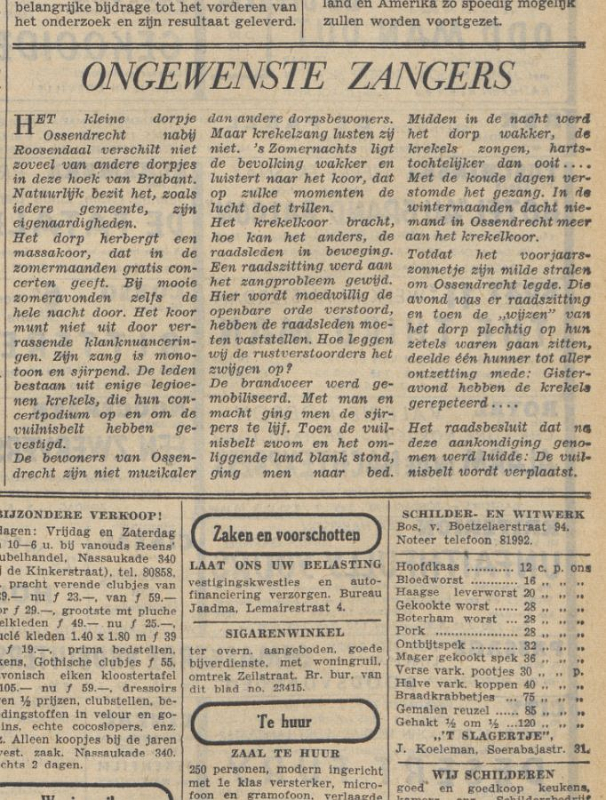 belangrijke bijdrage tot het vorderen van
het onderzoek en zijn resultaat geleverd.
land en Amerika zo spoedig mogelijk
zullen worden voortgezet.
ONGEWENSTE ZANGERS
HET kleine dorpje
Ossendrecht nabij
Roosendaal verschilt niet
zoveel van andere dorpjes
in deze hoek van Brabant.
Natuurlijk bezit het, zoals
iedere gemeente, zijn
eigenaardigheden.
Het dorp herbergt een
massakoor, dat in de
zomermaanden gratis con-
certen geeft. Bij mooie
zomeravonden zelfs de
hele nacht door. Het koor
munt niet uit door ver-
rassende klanknuancerin-
gen. Zijn zang is mono-
toon en sjirpend. De leden
bestaan uit enige legioe-
nen krekels, die hun con-
certpodium op en om de
vuilnisbelt hebben ge-
vestigd.
De bewoners van Ossen-
drecht zijn niet muzikaler
dan andere dorpsbewoners.
Maar krekelzang lusten zij
niet. 's Zomernachts ligt
de bevolking wakker en
luistert naar het koor, dat
op zulke momenten de
lucht doet trillen.
Het krekelkoor bracht,
hoe kan het anders, de
raadsleden in beweging.
Een raadszitting werd aan
het zangprobleem gewijd.
Hier wordt moedwillig de
openbare orde verstoord,
hebben de raadsleden moe-
ten vaststellen. Hoe leggen
wij de rustverstoorders het
zwijgen op?
De brandweer werd ge-
mobiliseerd. Met man en
macht ging men de sjir-
pers te lijf. Toen de vuil-
nisbelt zwom en het om-
liggende land blank stond,
ging men naar bed.
Midden in de nacht werd
het dorp wakker, de
krekels zongen, harts-
tochtelijker dan ooit....
Met de koude dagen ver-
stomde het gezang. In de
wintermaanden dacht nie-
mand in Ossendrecht meer
aan het krekelkoor.
Totdat het voorjaars-
zonnetje zijn milde stralen
om Ossendrecht legde. Die
avond was er raadszitting
en toen de „wijzen” van
het dorp plechtig op hun
zetels waren gaan zitten,
deelde één hunner tot aller
ontzetting mede: Gister-
avond hebben de krekels
gerepeteerd....
Het raadsbesluit dat na
deze aankondiging geno-
men werd luidde: De vuil-
nisbelt wordt verplaatst.
BIJZONDERE VERKOOP!
dagen: Vrijdag en Zaterdag
10—6 u. bij vanouds Reens'
ubelhandel, Nassaukade 340
de Kinkerstraat), tel. 80858,
pracht verende clubjes van
9.— nu ƒ 23.—, van ƒ 59.—
or ƒ 29.—, grootste mt pluche
elkleden ƒ 49.— nu ƒ 25.—,
uclé kleden 1.40 x 1.80 m ƒ 39
ƒ 19.—, prima bedstellen,
kens, Gothische clubjes ƒ 55,
vonisch eiken kloostertafel
105.— nu ƒ 59.—, dressoirs
en ½ prijzen, clubstellen, be-
dingstoffen in velour en go-
ins, echte cocoslopers, enz.
z. Alleen koopjes bij de jaren
vest. zaak. Nassaukade 340.
chts 2 dagen.
Zaken en voorschotten
LAAT ONS UW BELASTING
vestigingskwesties en auto-
financiering verzorgen. Bureau
Jaadma, Lemairestraat 4.
SIGARENWINKEL
ter overn. aangeboden, goede
bijverdienste. met woningruil,
omtrek Zeilstraat. Br. bur. van
dit blad no. 23415.
Te huur
ZAAL TE HUUR
250 personen, modern ingericht
met 1e klas versterker, micro-
foon en gramofoon, verlaagde
SCHILDER- EN WITWERK
Bos, v. Boetzelaerstraat 94.
Noteer telefoon 81992.
Hoofdkaas ............ 12 c. p. ons
Bloedworst ............ 16 „ „ „
Haagse leverworst 20 „ „ „
Gekookte worst ...... 28 „ „ „
Boterham worst ... 28 „ „ „
Pork .................. 28 „ „ „
Ontbijtspek ............ 32 „ „ „
Mager gekookt spek 36 „ „ „
Verse vark. pootjes 30 „ „ p.
Halve vark. koppen 40 „ „ „
Braadkrabbetjes ... 75 „ „ „
Gemalen reuzel ...... 85 „ „ „
Gehakt ½ om ½ ...120 „ „ „
„'T SLAGERTJE”,
J. Koeleman. Soerabajastr. 31.
WIJ SCHILDEREN
goed en goedkoop keukens,